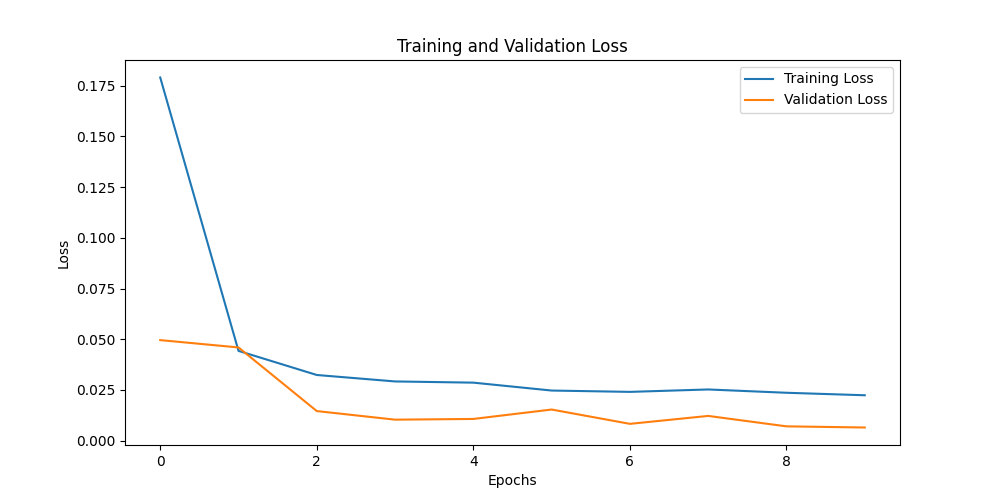 Training and Validation Loss
Training Loss
Validation Loss
0.175
0.150
0.125
0.100
0.075
0.050
0.025
0.000
Loss
0 2 4 6 8
Epochs